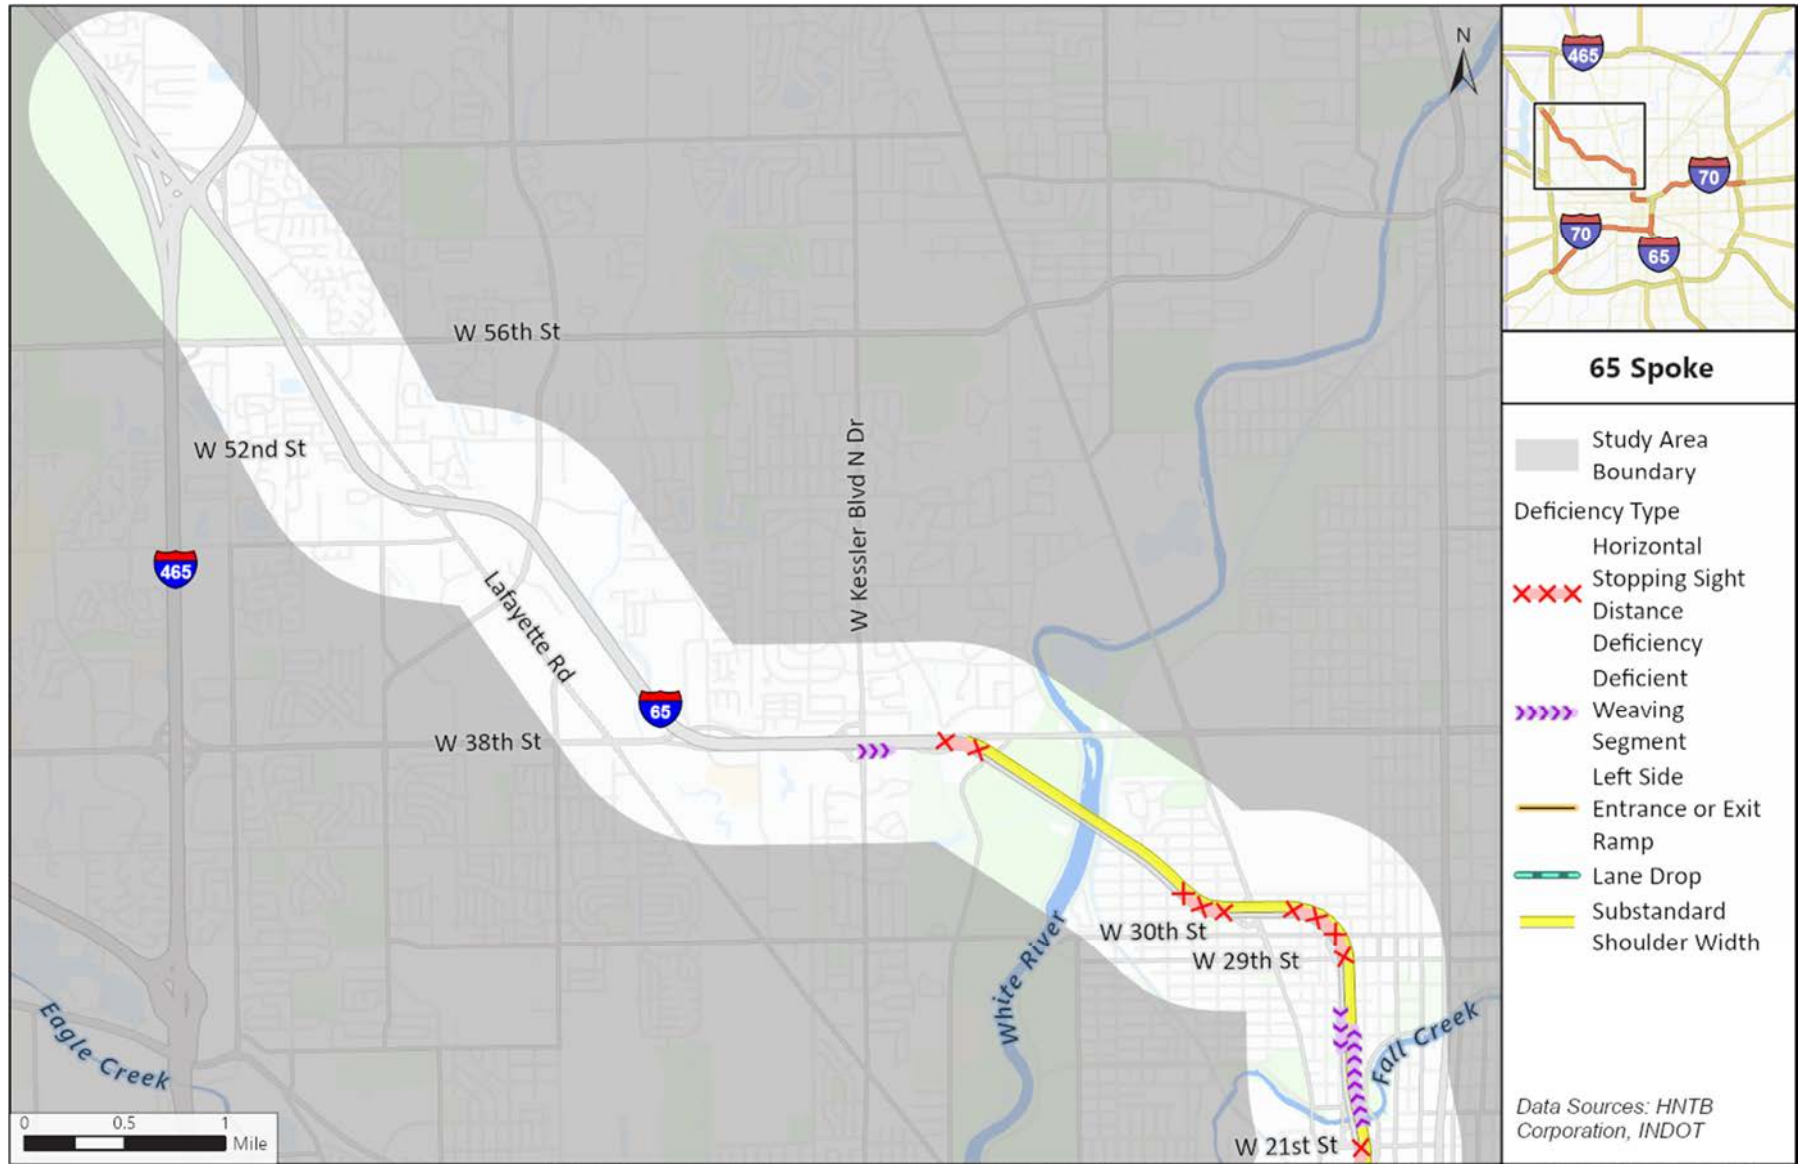 N
W 56th St
W 52nd St
W Kessler Blvd N Dr
465
Lafayette Rd
65
W 38th St
W 30th St
W 29th St
White River
Eagle Creek
Fall Creek
W 21st St
0 0.5 1
Mile
465
70
70
65
65 Spoke
Study Area
Boundary
Deficiency Type
Horizontal
Stopping Sight
Distance
Deficiency
Deficient
Weaving
Segment
Left Side
Entrance or Exit
Ramp
Lane Drop
Substandard
Shoulder Width
Data Sources: HNTB
Corporation, INDOT